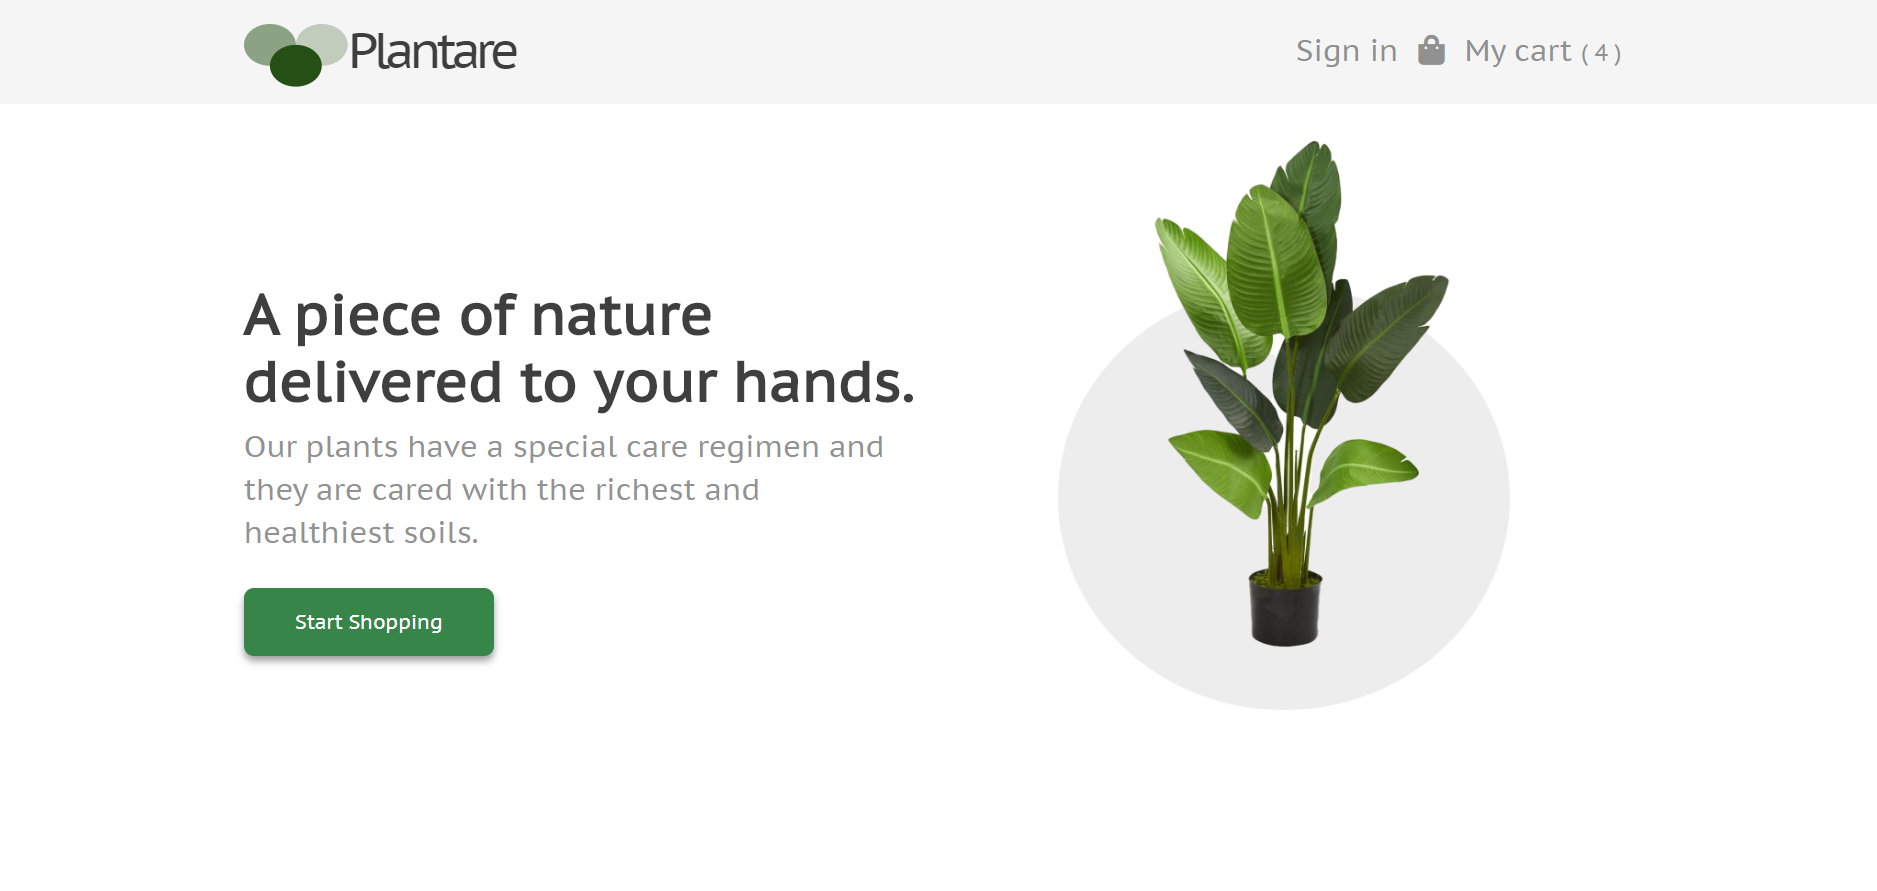 Plantare
Sign in
My cart ( 4 )
A piece of nature
delivered to your hands.
Our plants have a special care regimen and
they are cared with the richest and
healthiest soils.
Start Shopping